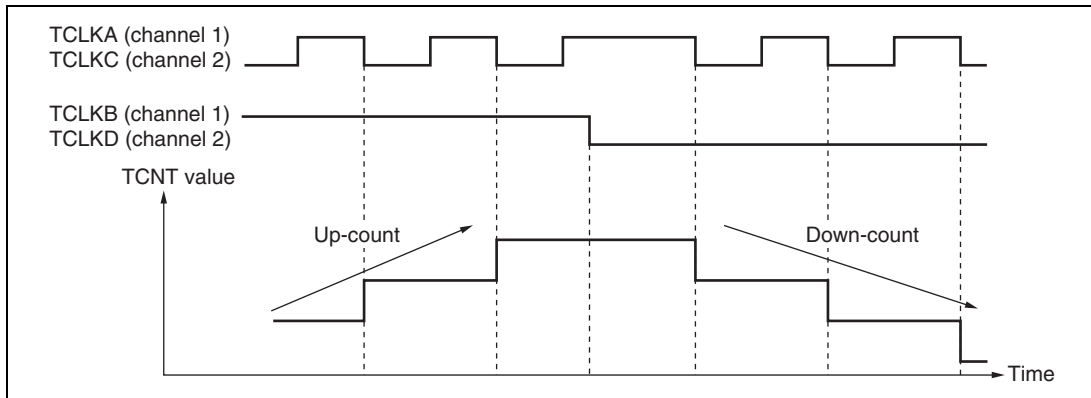 TCLKA (channel 1)
TCLKC (channel 2)
TCLKB (channel 1)
TCLKD (channel 2)
TCNT value
Up-count
Down-count
Time